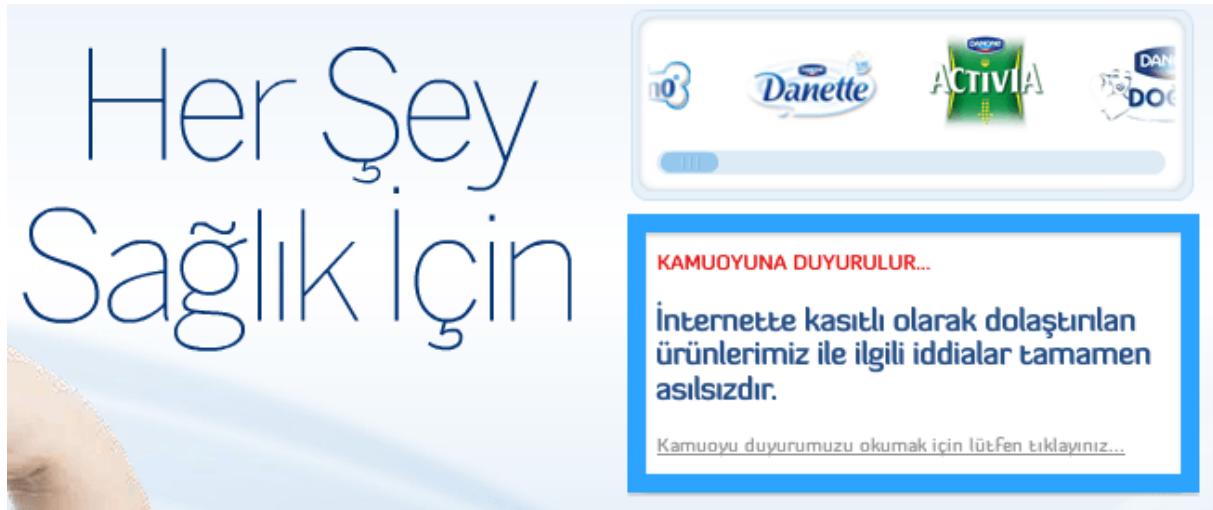 Her Şey
Sağlık İçin
DANONE
Danette
ACTIVIA
KAMUOYUNA DUYURULUR...
İnternette kasıtlı olarak dolaştırılan
ürünlerimiz ile ilgili iddialar tamamen
asılsızdır.
Kamuoyu duyurumuzu okumak için lütfen tıklayınız...